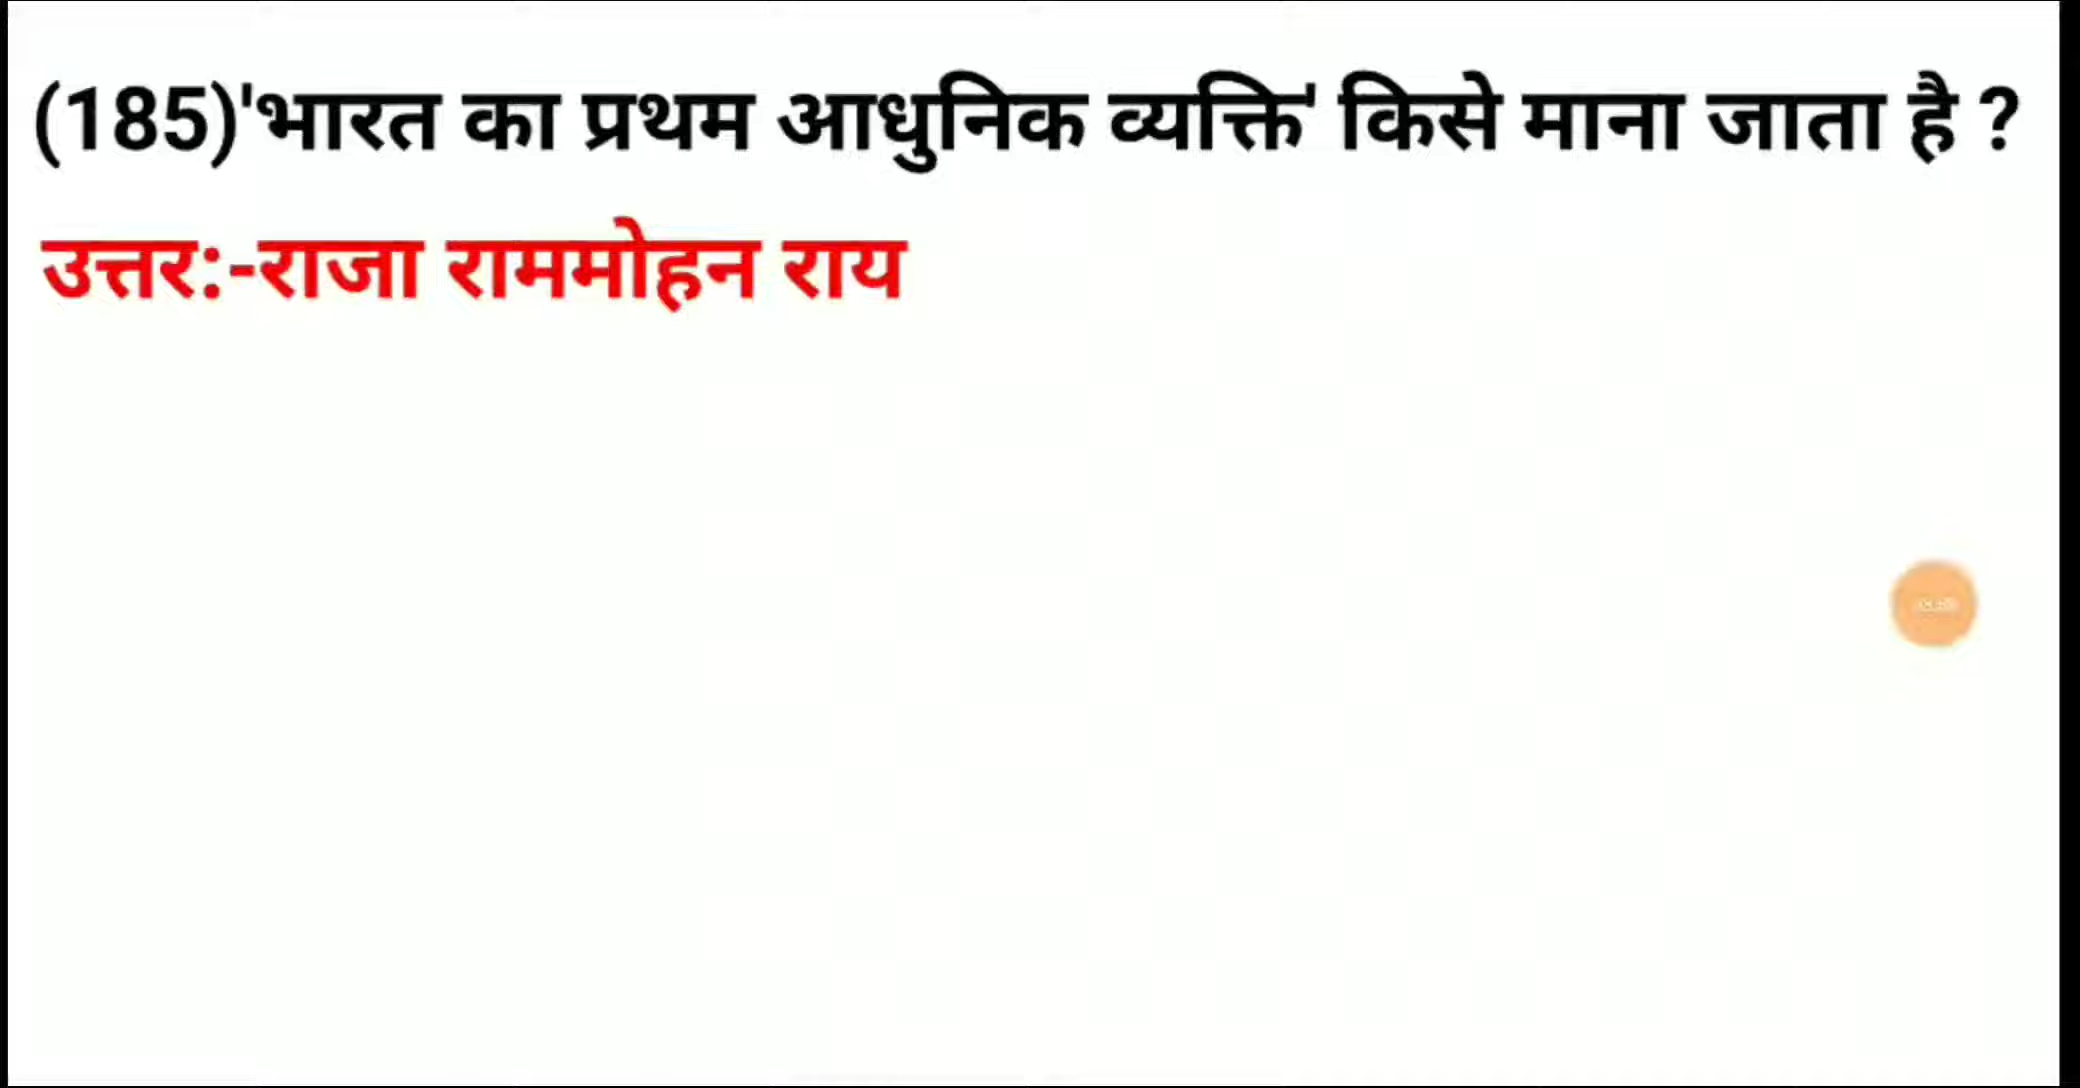 (185)'भारत का प्रथम आधुनिक व्यक्ति' किसे माना जाता है ?
उत्तर:-राजा राममोहन राय